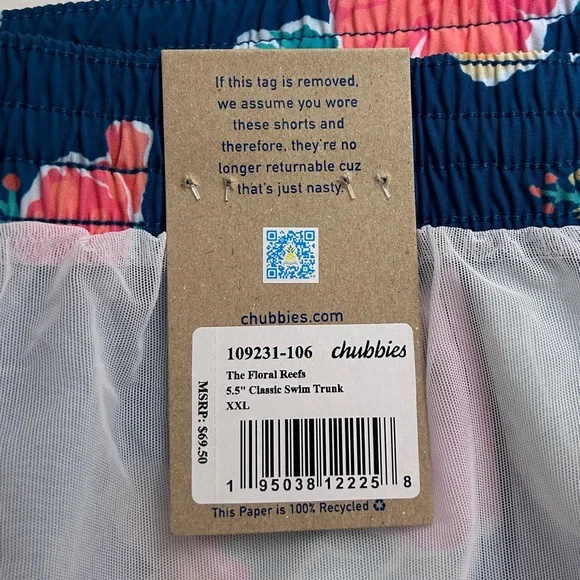 If this tag is removed,
we assume you wore
these shorts and
therefore, they're no
longer returnable cuz
that's just nasty.
chubbies.com
109231-106 chubbies
The Floral Reefs
5.5" Classic Swim Trunk
XXL
MSRP: $69.50
1 95038 12225 8
This Paper is 100% Recycled